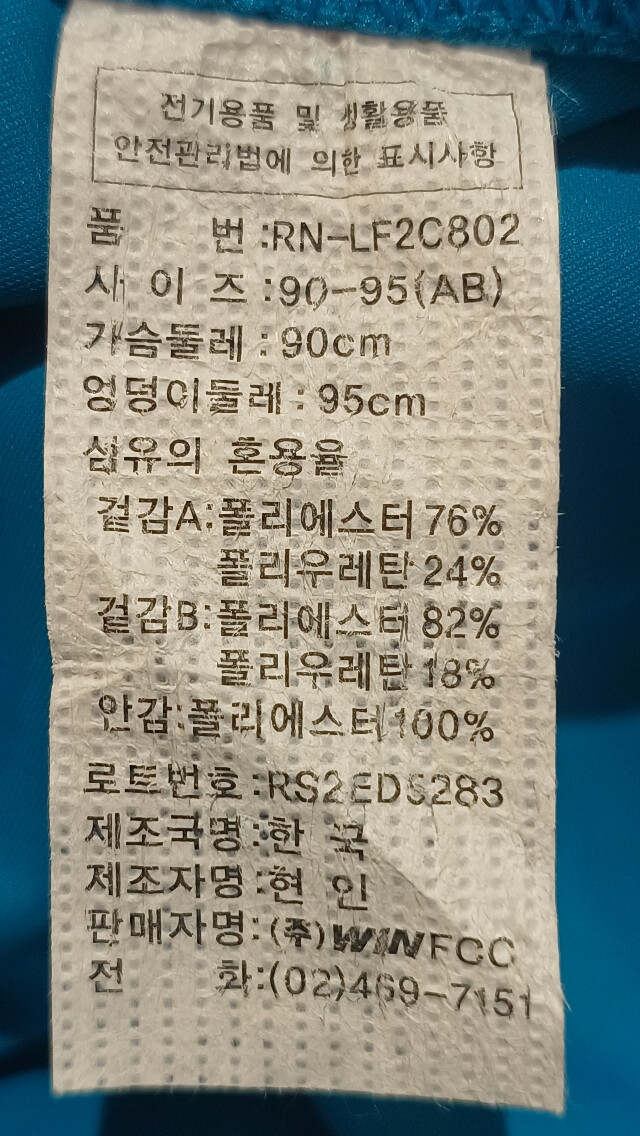 전기용품 및 생활용품
안전관리법에 의한 표시사항
품 번:RN-LF2C802
사 이 즈:90-95(AB)
가슴둘레:90cm
엉덩이둘레:95cm
섬유의 혼용율
겉감A:폴리에스터 76%
폴리우레탄 24%
겉감B:폴리에스터 82%
폴리우레탄 18%
안감:폴리에스터 100%
로트번호:RS2EDS283
제조국명:한 국
제조자명:현 인
판매자명:(주)WINFCC
전 화:(02)469-7151